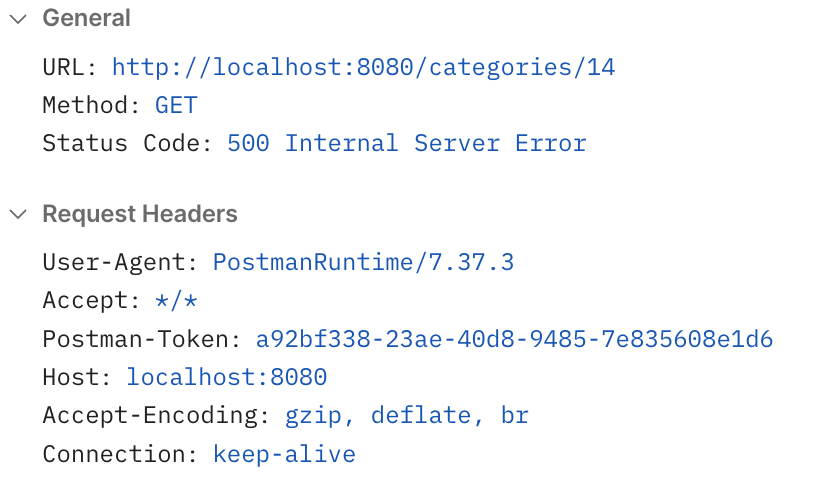 General
URL: http://localhost:8080/categories/14
Method: GET
Status Code: 500 Internal Server Error
Request Headers
User-Agent: PostmanRuntime/7.37.3
Accept: */*
Postman-Token: a92bf338-23ae-40d8-9485-7e835608e1d6
Host: localhost:8080
Accept-Encoding: gzip, deflate, br
Connection: keep-alive